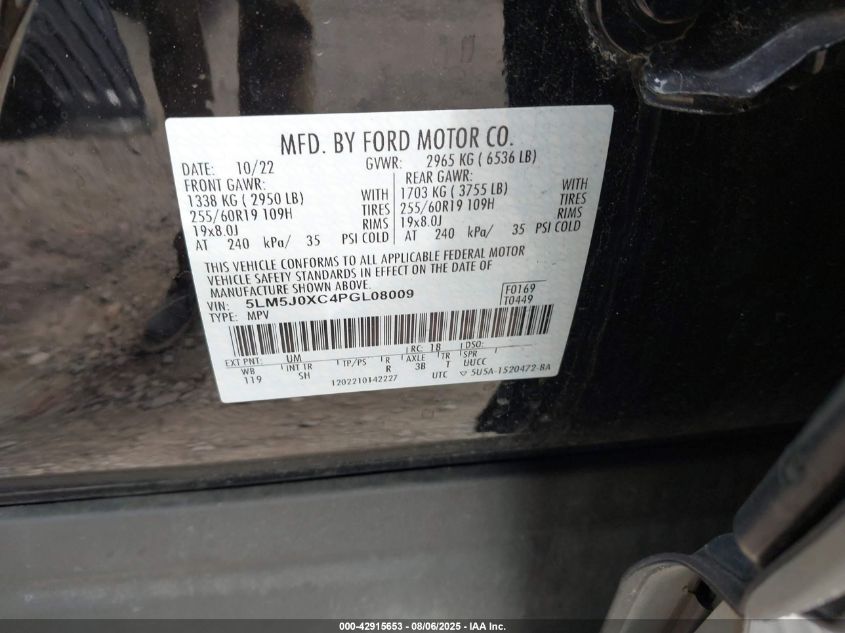 MFD. BY FORD MOTOR CO.
DATE: 10/22 GVWR: 2965 KG ( 6536 LB)
FRONT GAWR: REAR GAWR:
1338 KG ( 2950 LB) WITH 1703 KG ( 3755 LB) WITH
255/60R19 109H TIRES 255/60R19 109H TIRES
19x8.0J RIMS 19x8.0J RIMS
AT 240 kPa/ 35 PSI COLD AT 240 kPa/ 35 PSI COLD
THIS VEHICLE CONFORMS TO ALL APPLICABLE FEDERAL MOTOR
VEHICLE SAFETY STANDARDS IN EFFECT ON THE DATE OF
MANUFACTURE SHOWN ABOVE.
VIN: 5LM5J0XC4PGL08009 F0169
TYPE: MPV T0449
EXT PNT: UM RC: 18 DSO:
WB INT TR TP/PS R AXLE TR SPR
119 SH R 3B T UUCC
1202210142227 UTC 5U5A-1520472-BA
000-42915653 - 08/06/2025 - IAA Inc.